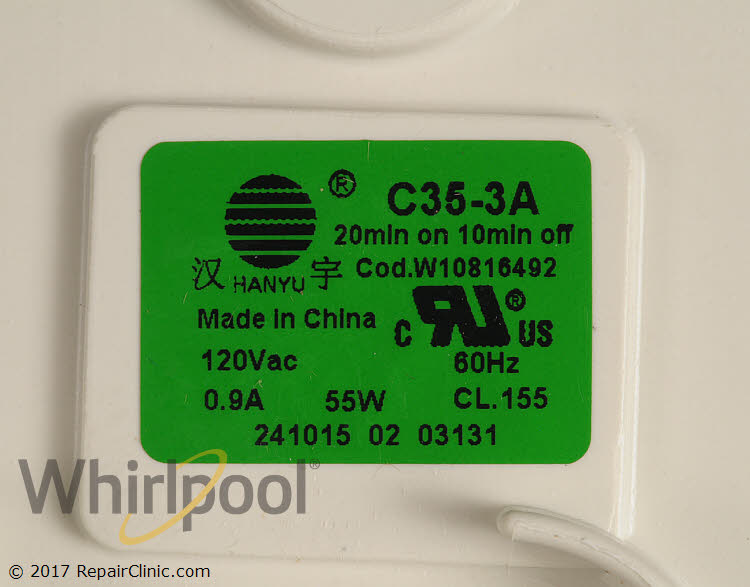 ® C35-3A
20min on 10min off
汉 HANYU 宇 Cod.W10816492
Made in China
C RU ® US
120Vac 60Hz
0.9A 55W CL.155
241015 02 03131
Whirlpool®
© 2017 RepairClinic.com